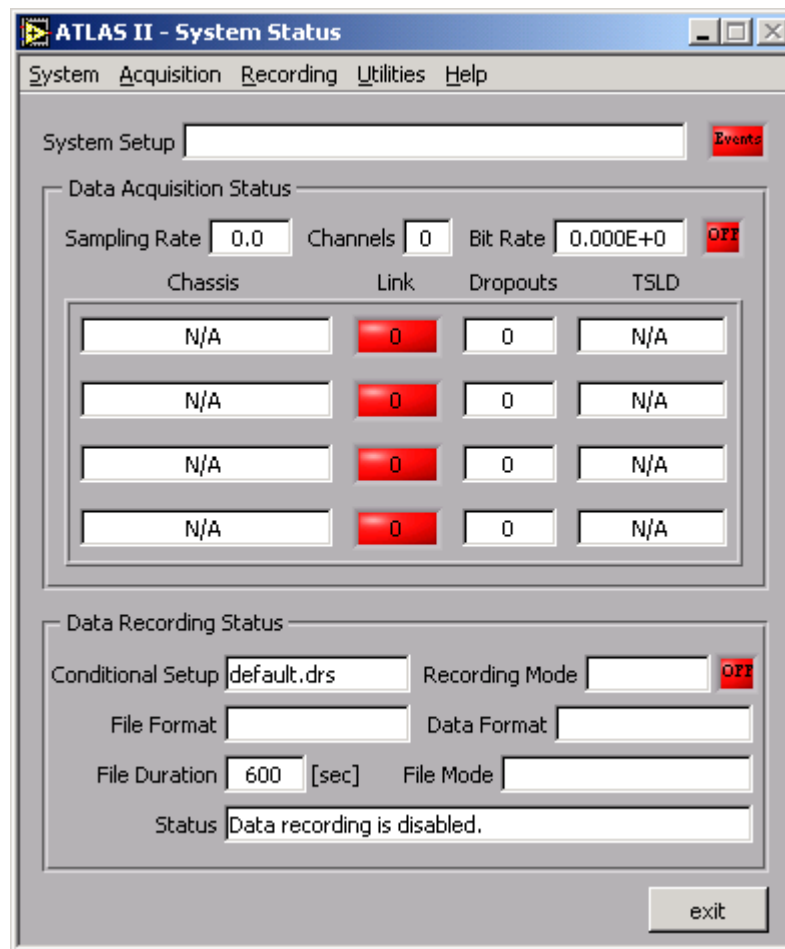 ATLAS II - System Status
System Acquisition Recording Utilities Help
System Setup Events
Data Acquisition Status
Sampling Rate 0.0 Channels 0 Bit Rate 0.000E+0 OFF
Chassis Link Dropouts TSLD
N/A 0 0 N/A
N/A 0 0 N/A
N/A 0 0 N/A
N/A 0 0 N/A
Data Recording Status
Conditional Setup default.drs Recording Mode OFF
File Format Data Format
File Duration 600 [sec] File Mode
Status Data recording is disabled.
exit